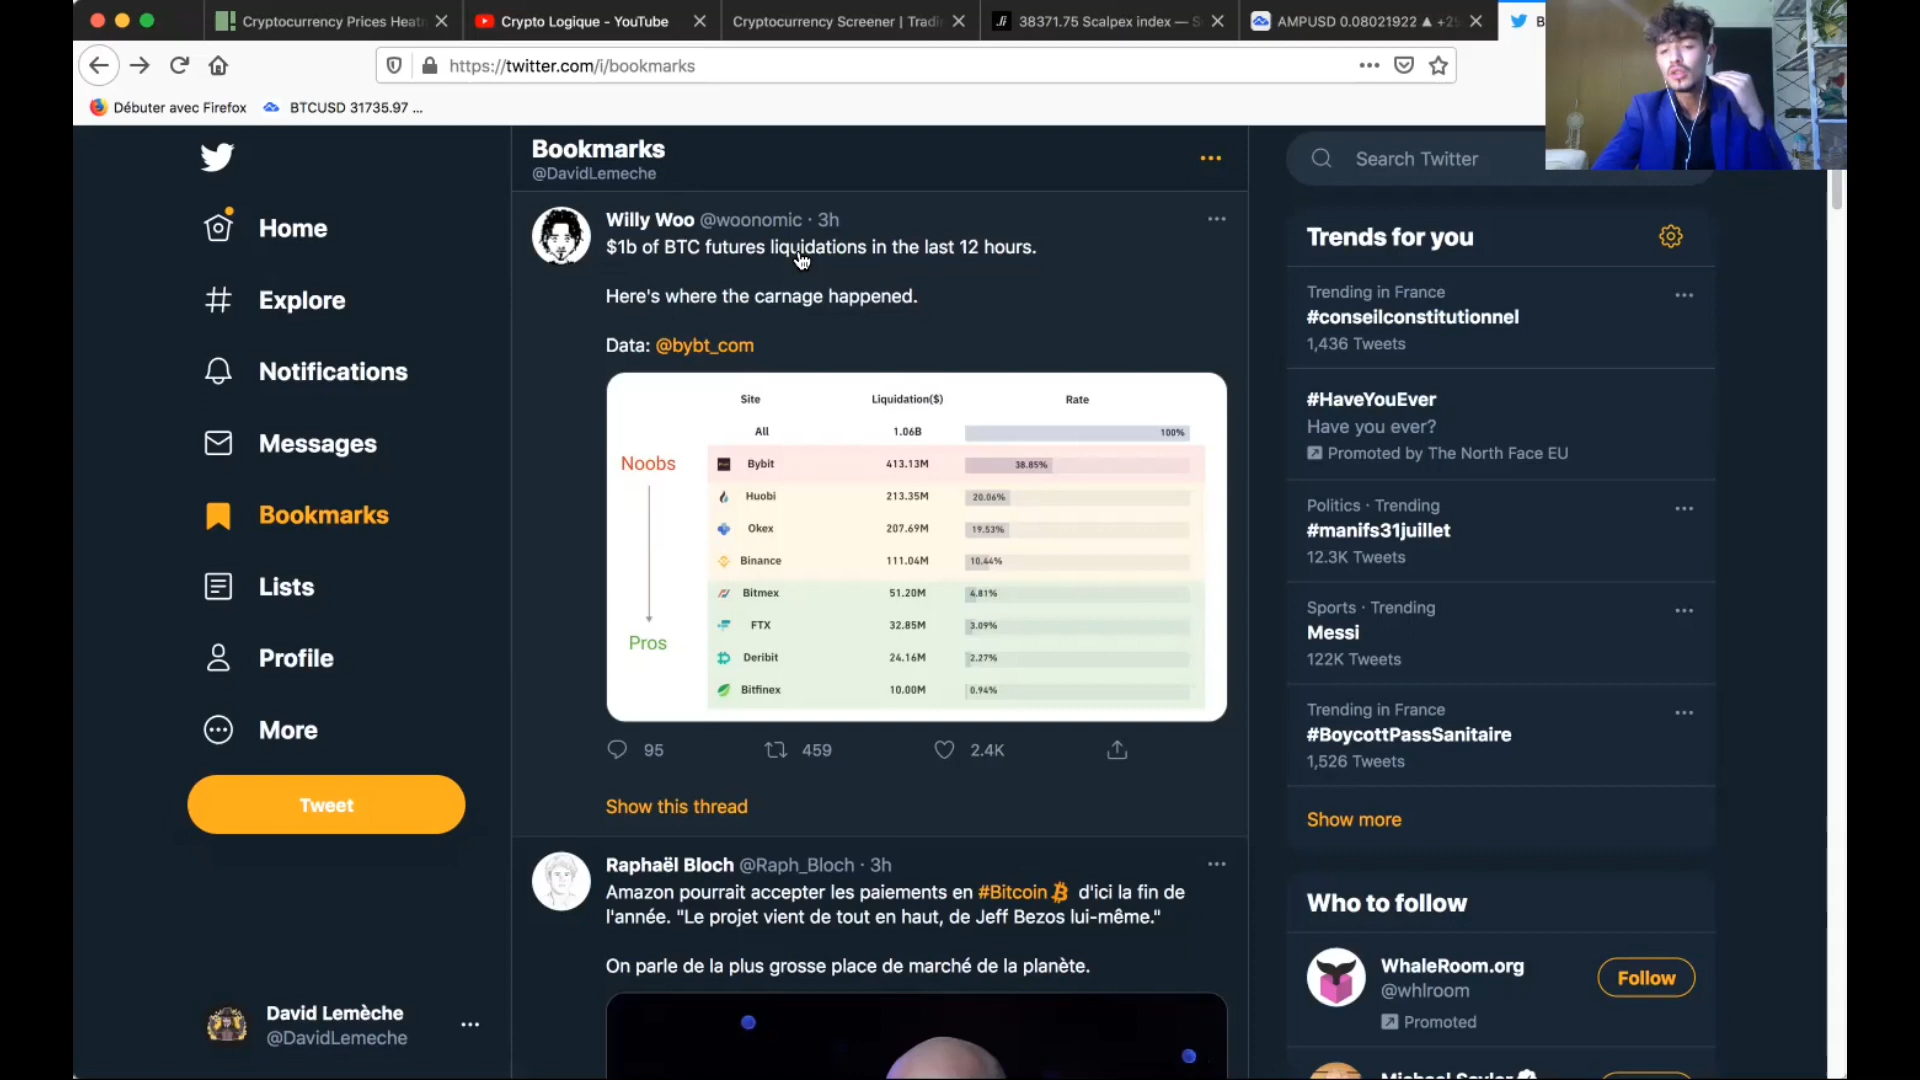 Cryptocurrency Prices Heat
Crypto Logique - YouTube
Cryptocurrency Screener | Tradi
38371.75 Scalpex index —
AMPUSD 0.08021922 ▲
https://twitter.com/i/bookmarks
Débuter avec Firefox
BTCUSD 31735.97 ...
Home
Explore
Notifications
Messages
Bookmarks
Lists
Profile
More
Tweet
David Lemèche
@DavidLemeche
Bookmarks
@DavidLemeche
Willy Woo @woonomic · 3h
$1b of BTC futures liquidations in the last 12 hours.
Here's where the carnage happened.
Data: @bybt_com
Site Liquidation($) Rate
All 1.06B 100%
Noobs
Bybit 413.13M 38.85%
Huobi 213.35M 20.06%
Okex 207.69M 19.53%
Binance 111.04M 10.44%
Bitmex 51.20M 4.81%
FTX 32.85M 3.09%
Pros
Deribit 24.16M 2.27%
Bitfinex 10.00M 0.94%
95 459 2.4K
Show this thread
Raphaël Bloch @Raph_Bloch · 3h
Amazon pourrait accepter les paiements en #Bitcoin d'ici la fin de
l'année. "Le projet vient de tout en haut, de Jeff Bezos lui-même."
On parle de la plus grosse place de marché de la planète.
Search Twitter
Trends for you
Trending in France
#conseilconstitutionnel
1,436 Tweets
#HaveYouEver
Have you ever?
Promoted by The North Face EU
Politics · Trending
#manifs31juillet
12.3K Tweets
Sports · Trending
Messi
122K Tweets
Trending in France
#BoycottPassSanitaire
1,526 Tweets
Show more
Who to follow
WhaleRoom.org
@whlroom
Follow
Promoted
Michael Saylor